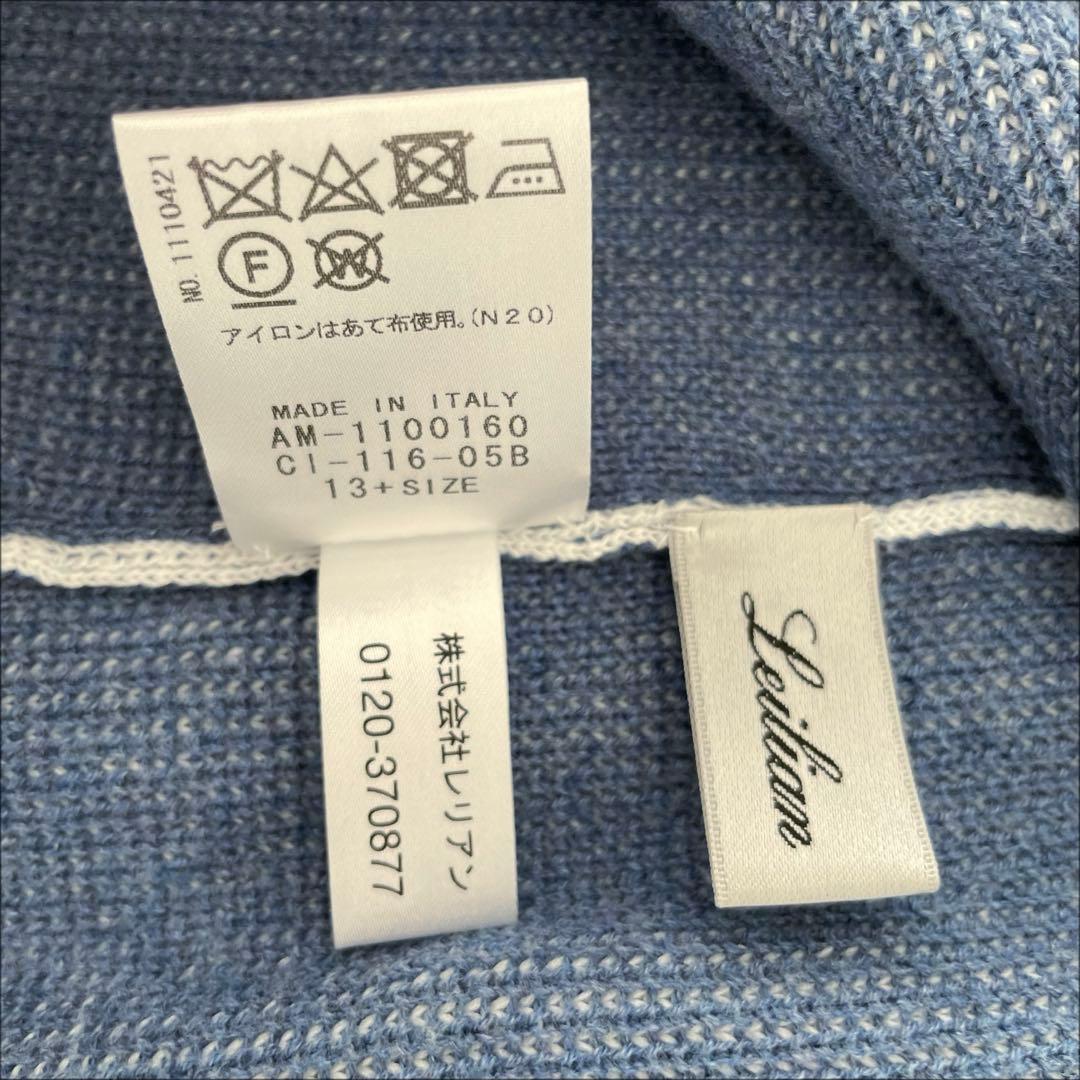 NO. 1110421
F
W
アイロンはあて布使用。(N20)
MADE IN ITALY
AM-1100160
CI-116-05B
13+SIZE
株式会社レリアン
0120-370877
Leilian